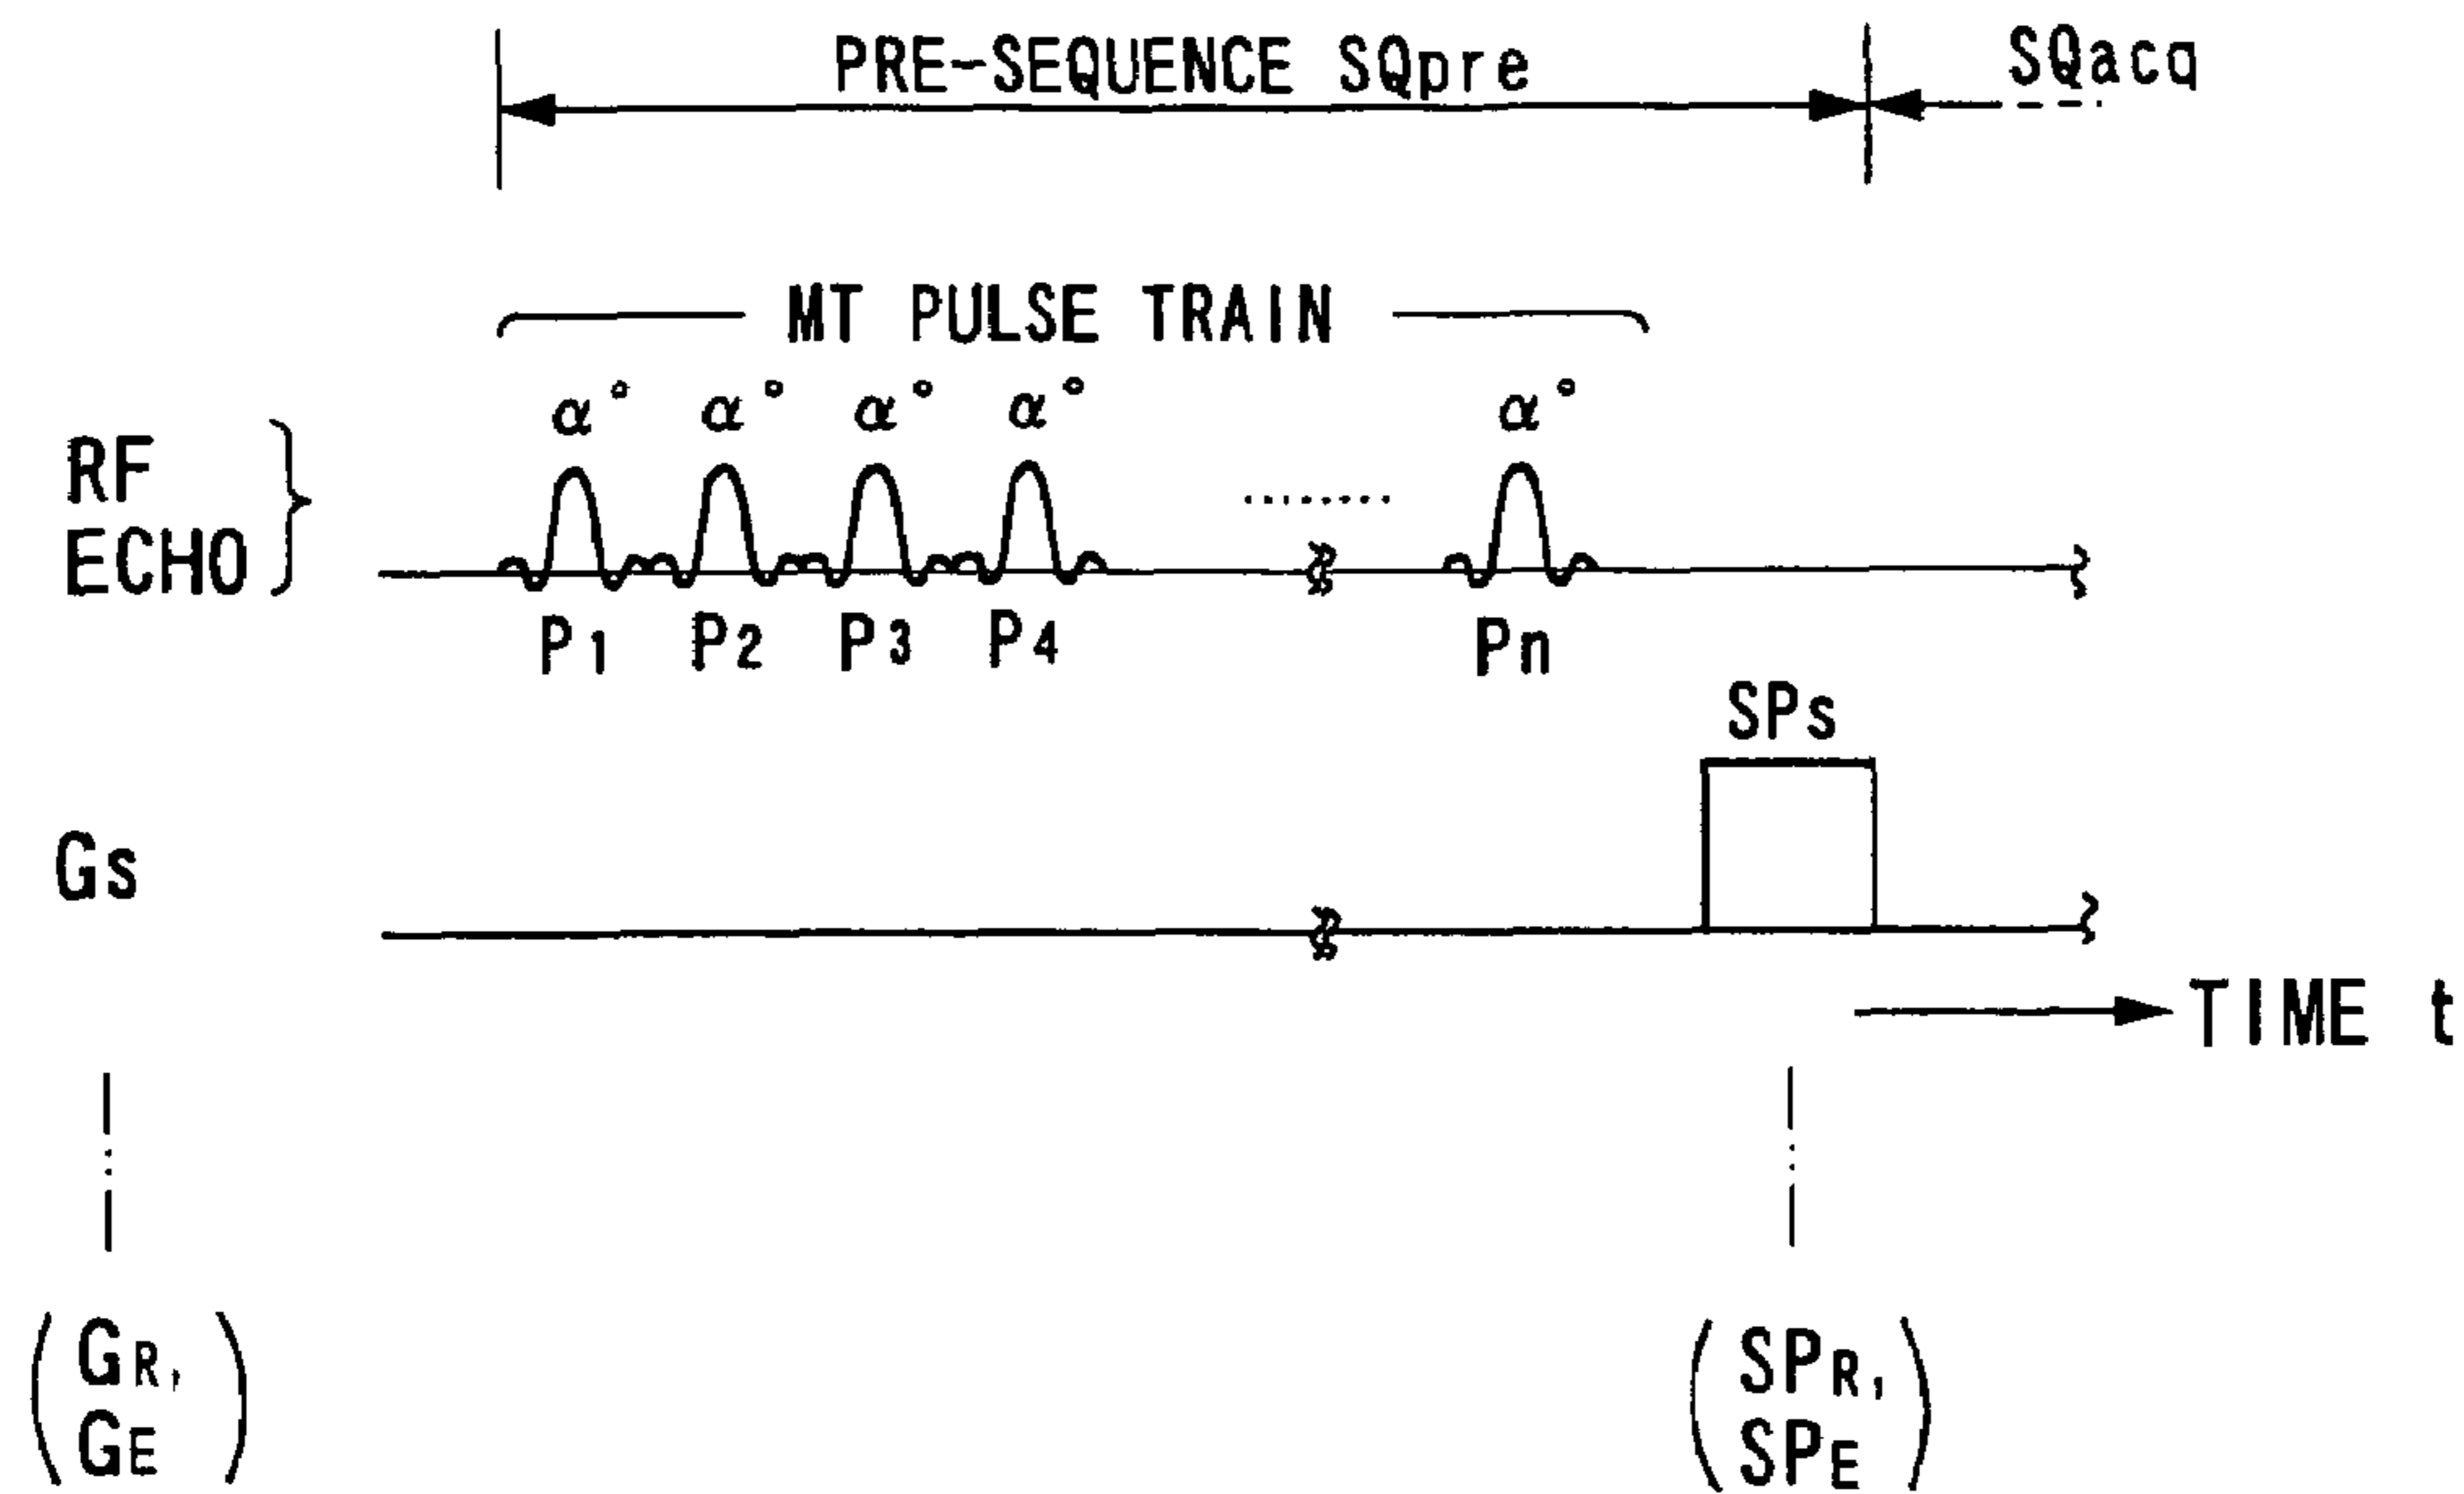 PRE-SEQUENCE SQpre
SQacq
MT PULSE TRAIN
α° α° α° α° α°
RF
ECHO
P1 P2 P3 P4 Pn
SPs
Gs
TIME t
(GR,
GE)
(SPR,
SPE)